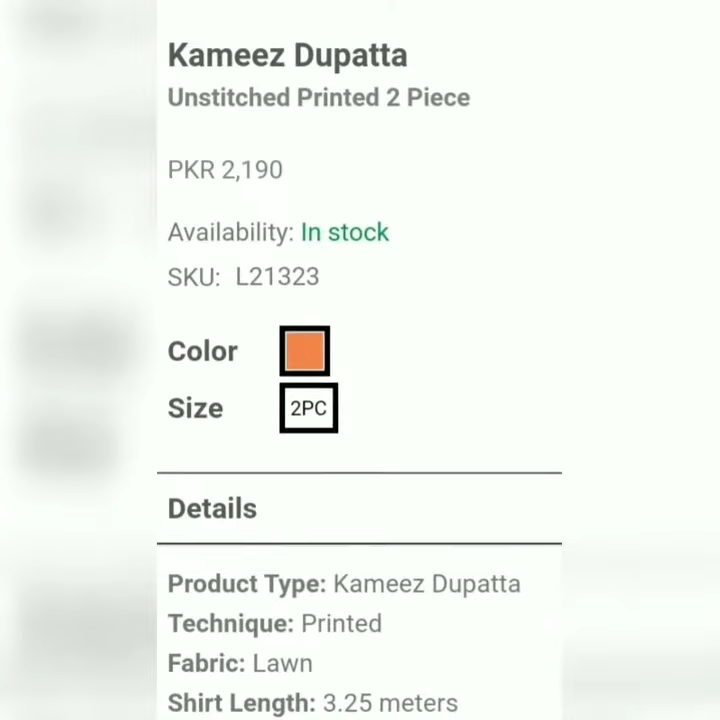 Kameez Dupatta
Unstitched Printed 2 Piece
PKR 2,190
Availability: In stock
SKU: L21323
Color
Size 2PC
Details
Product Type: Kameez Dupatta
Technique: Printed
Fabric: Lawn
Shirt Length: 3.25 meters